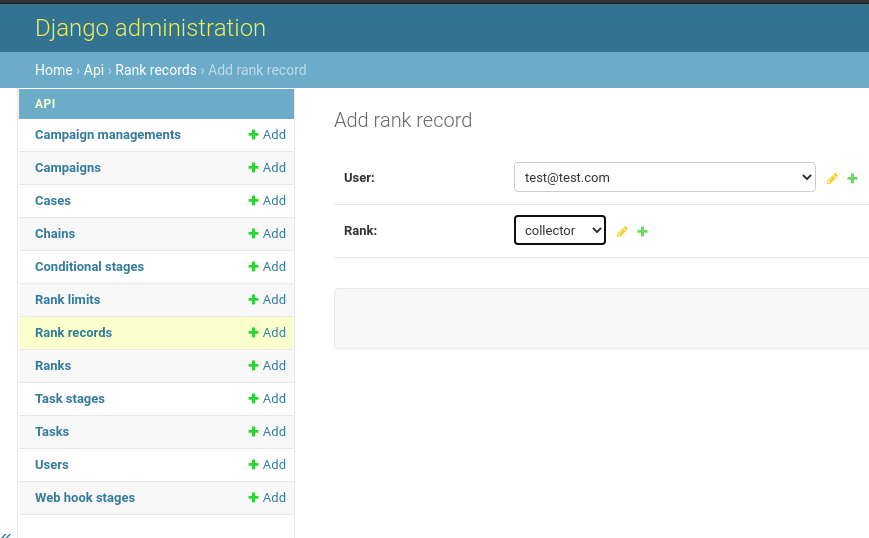 Django administration
Home › Api › Rank records › Add rank record
API
Campaign managements Add
Campaigns Add
Cases Add
Chains Add
Conditional stages Add
Rank limits Add
Rank records Add
Ranks Add
Task stages Add
Tasks Add
Users Add
Web hook stages Add
«
Add rank record
User: test@test.com
Rank: collector